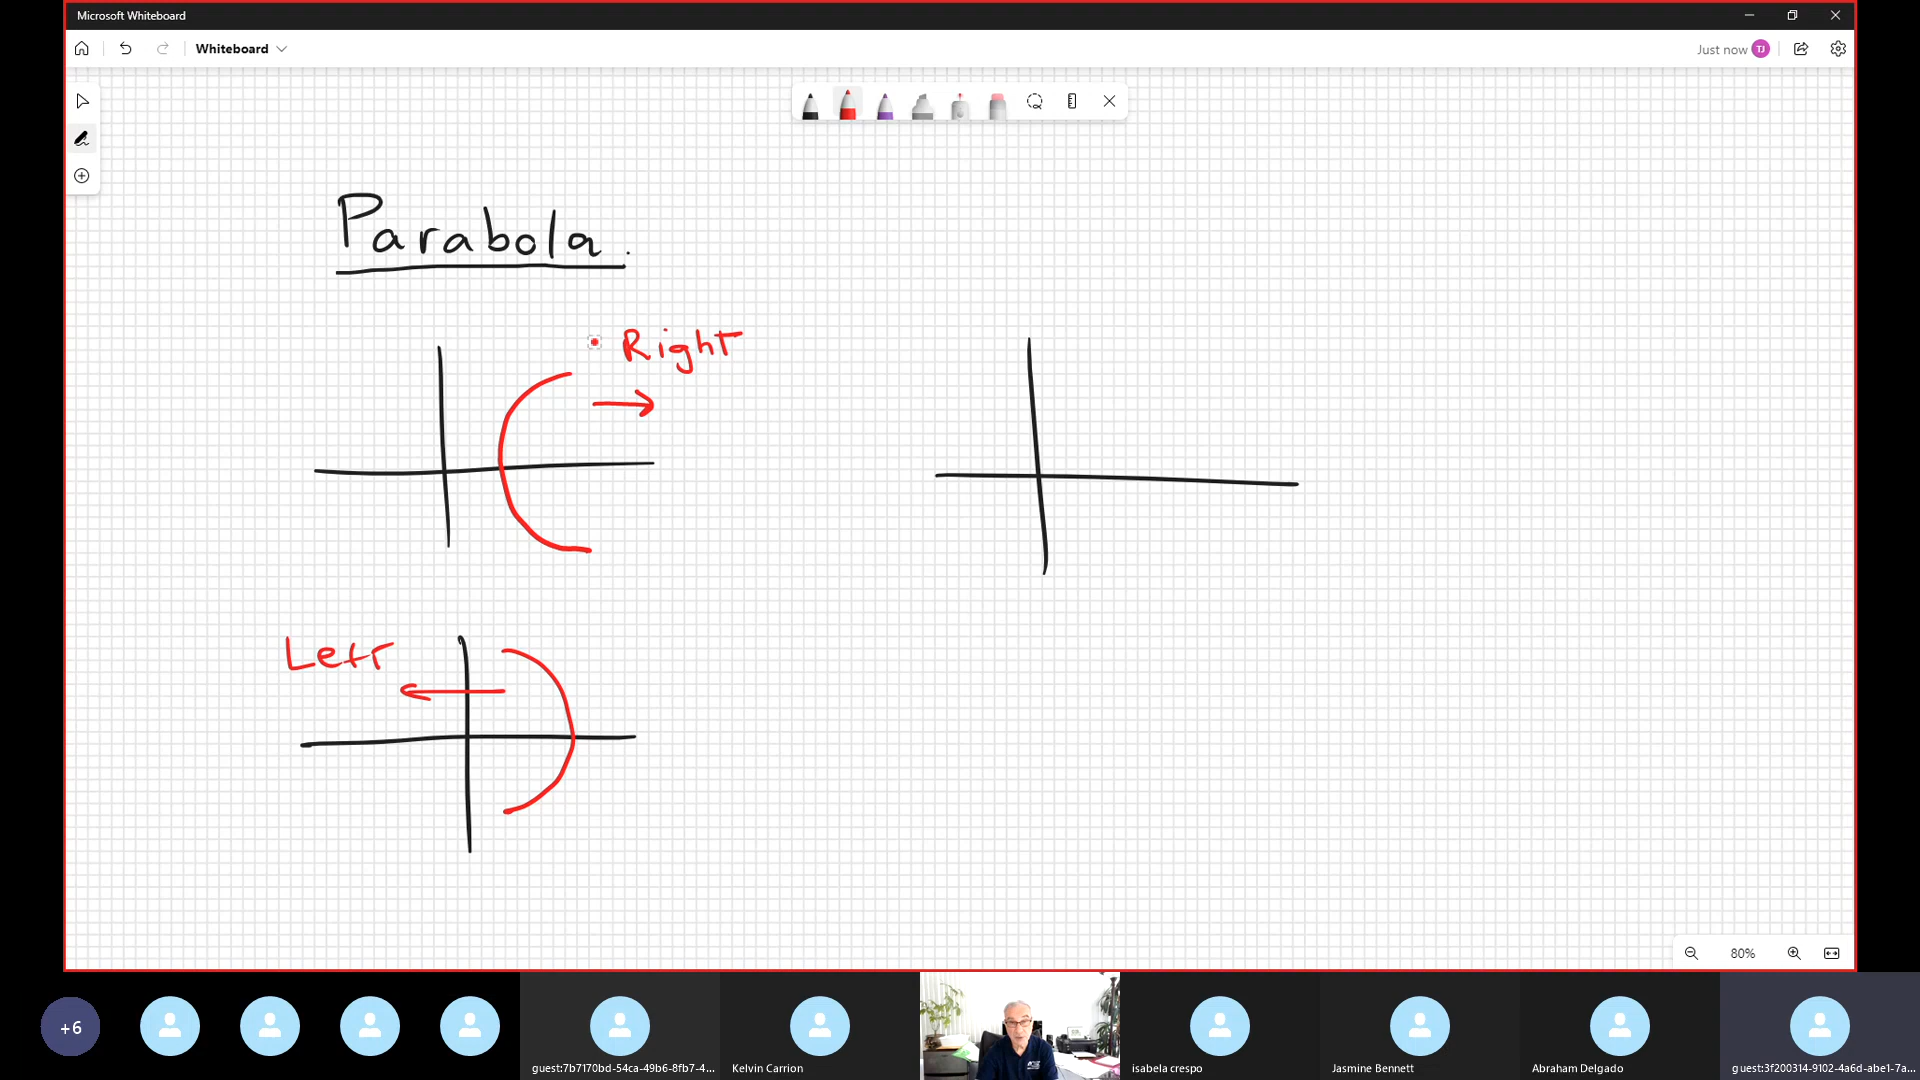 Microsoft Whiteboard
Whiteboard
Just now TJ
Parabola.
Right
Left
80%
+6
guest:7b7170bd-54ca-49b6-8fb7-4...
Kelvin Carrion
isabela crespo
Jasmine Bennett
Abraham Delgado
guest:3f200314-9102-4a6d-abe1-7a...